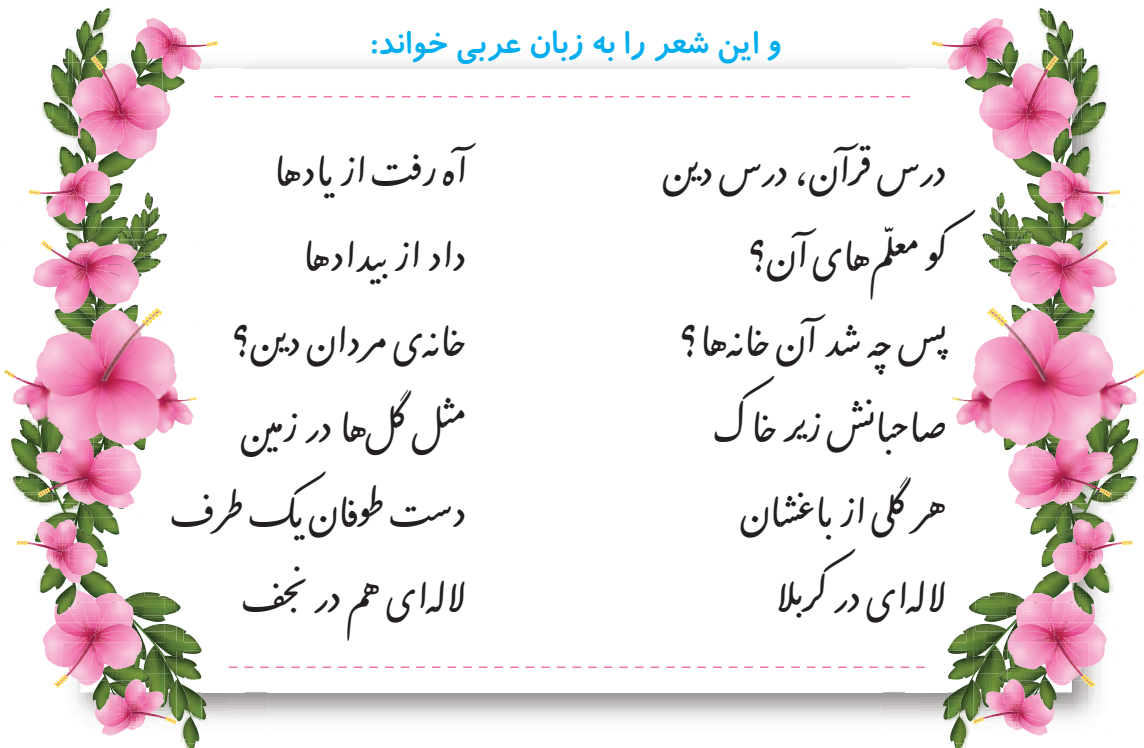 و این شعر را به زبان عربی خواند:
درس قرآن، درس دین آه رفت از یادها
کو معلّم‌های آن؟ داد از بیدادها
پس چه شد آن خانه‌ها؟ خانه‌ی مردان دین؟
صاحبانش زیر خاک مثل گل‌ها در زمین
هر گلی از باغشان دست طوفان یک طرف
لاله‌ای در کربلا لاله‌ای هم در نجف